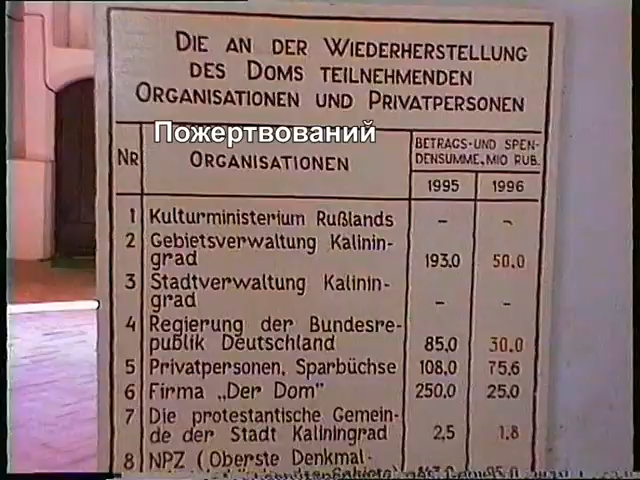 DIE AN DER WIEDERHERSTELLUNG
DES DOMS TEILNEHMENDEN
ORGANISATIONEN UND PRIVATPERSONEN
Пожертвований
NR ORGANISATIONEN BETRAGS-UND SPEN-
DENSUMME, MIO RUB.
1995 1996
1 Kulturministerium Rußlands - -
2 Gebietsverwaltung Kalinin-
grad 193.0 50.0
3 Stadtverwaltung Kalinin-
grad - -
4 Regierung der Bundesre-
publik Deutschland 85,0 30.0
5 Privatpersonen, Sparbüchse 108,0 75,6
6 Firma „Der Dom" 250.0 25.0
7 Die protestantische Gemein-
de der Stadt Kaliningrad 2,5 1.8
8 NPZ (Oberste Denkmal-